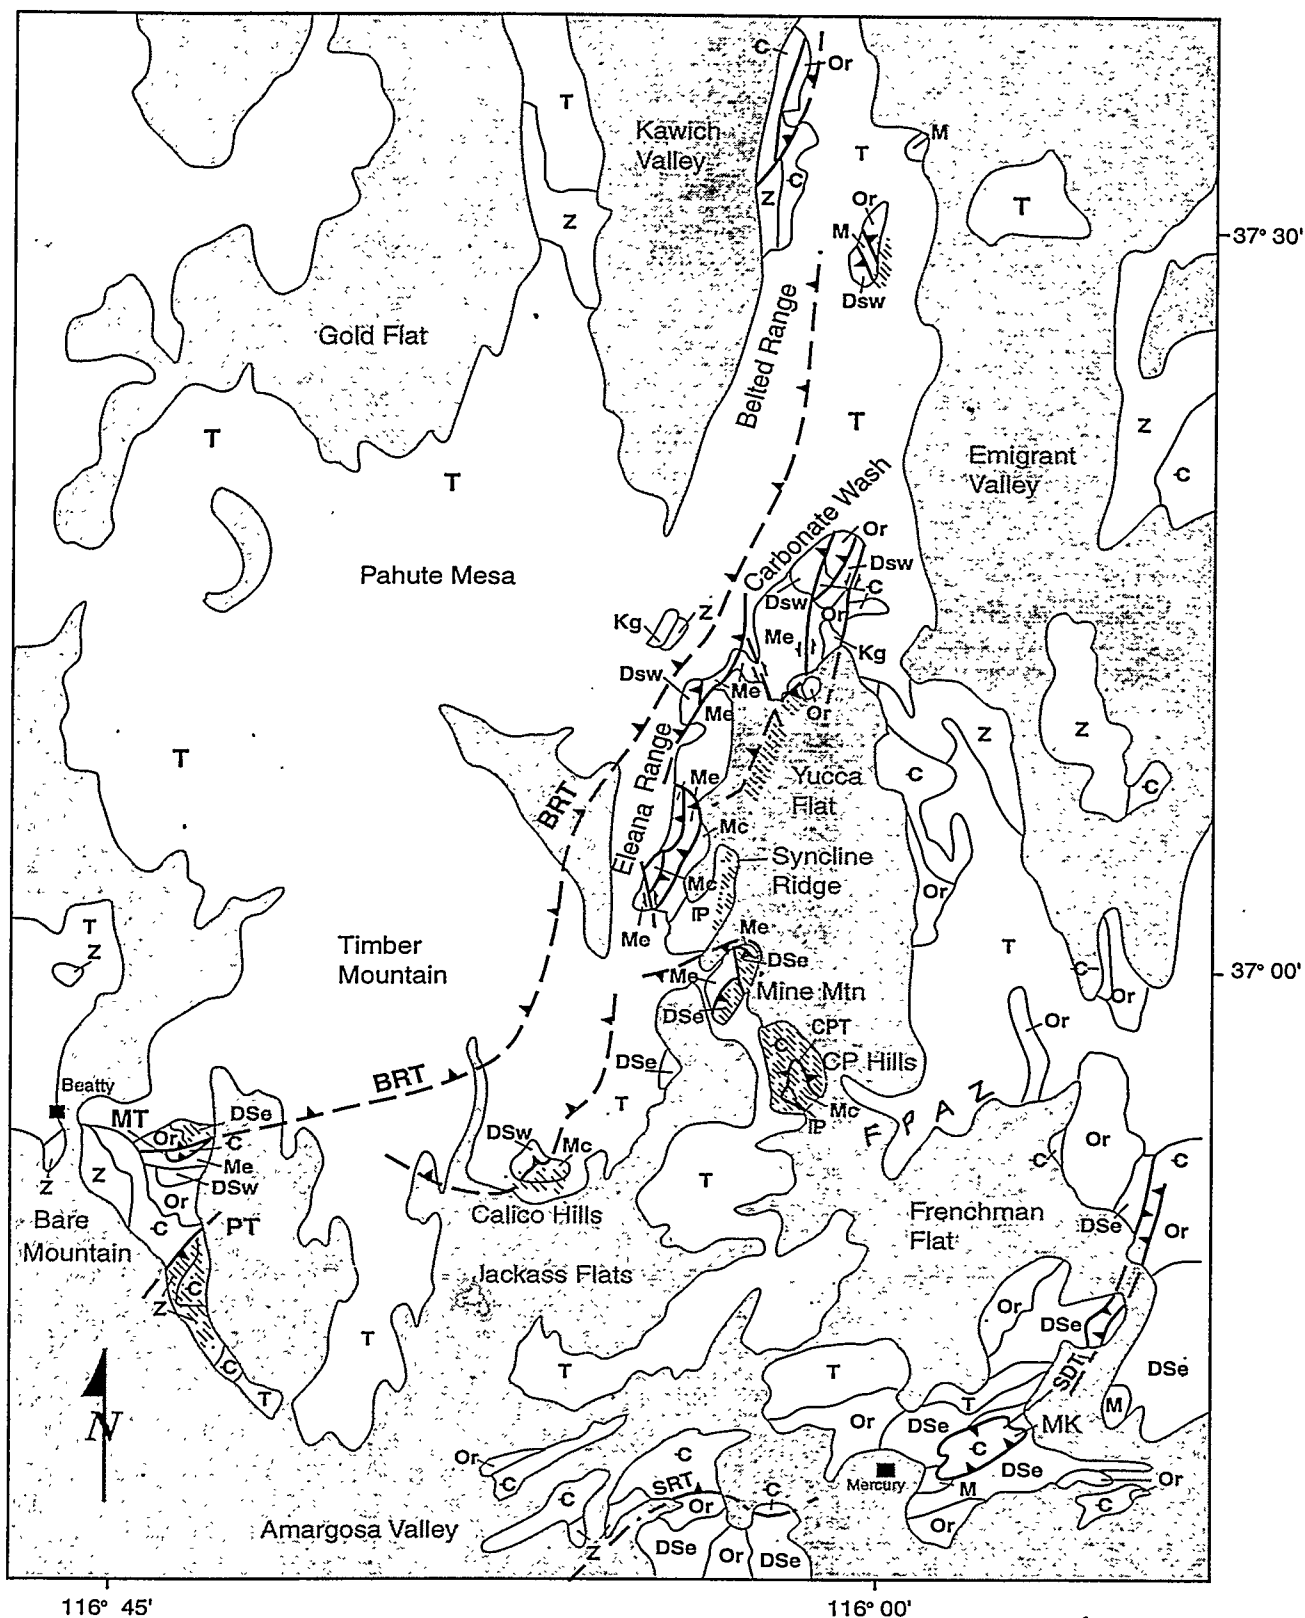 C
Or
T
Kawich
Valley
M
T
C
Z
Or
T
Z
M
37° 30'
Dsw
Gold Flat
Belted Range
T
T
Z
Emigrant
Valley
C
T
Carbonate Wash
Or
Dsw
Pahute Mesa
C
Dsw
Or
Kg
Z
Me
Kg
Dsw
Me
Or
Me
Z
Z
T
Eleana Range
Me
Yucca
Flat
C
C
BRT
Mc
Syncline
Ridge
Mc
Or
IP
T
Z
Me
Me
Timber
Mountain
T
DSe
C
37° 00'
Me
Mine Mtn
Or
DSe
Or
CPT
C
CP Hills
DSe
BRT
Beatty
T
Mc
IP
F P A N
MT
DSe
Or
C
DSw
Mc
Or
C
C
Me
Z
DSw
Z
Or
T
Calico Hills
Frenchman
Flat
DSe
Or
Bare
Mountain
C
PT
Jackass Flats
C
Z
Or
DSe
T
C
T
T
SDT
DSe
T
T
M
N
Or
DSe
MK
C
Or
C
C
SRT
Mercury
DSe
Or
C
C
M
C
Or
Or
Amargosa Valley
Z
DSe
Or
DSe
116° 45'
116° 00'